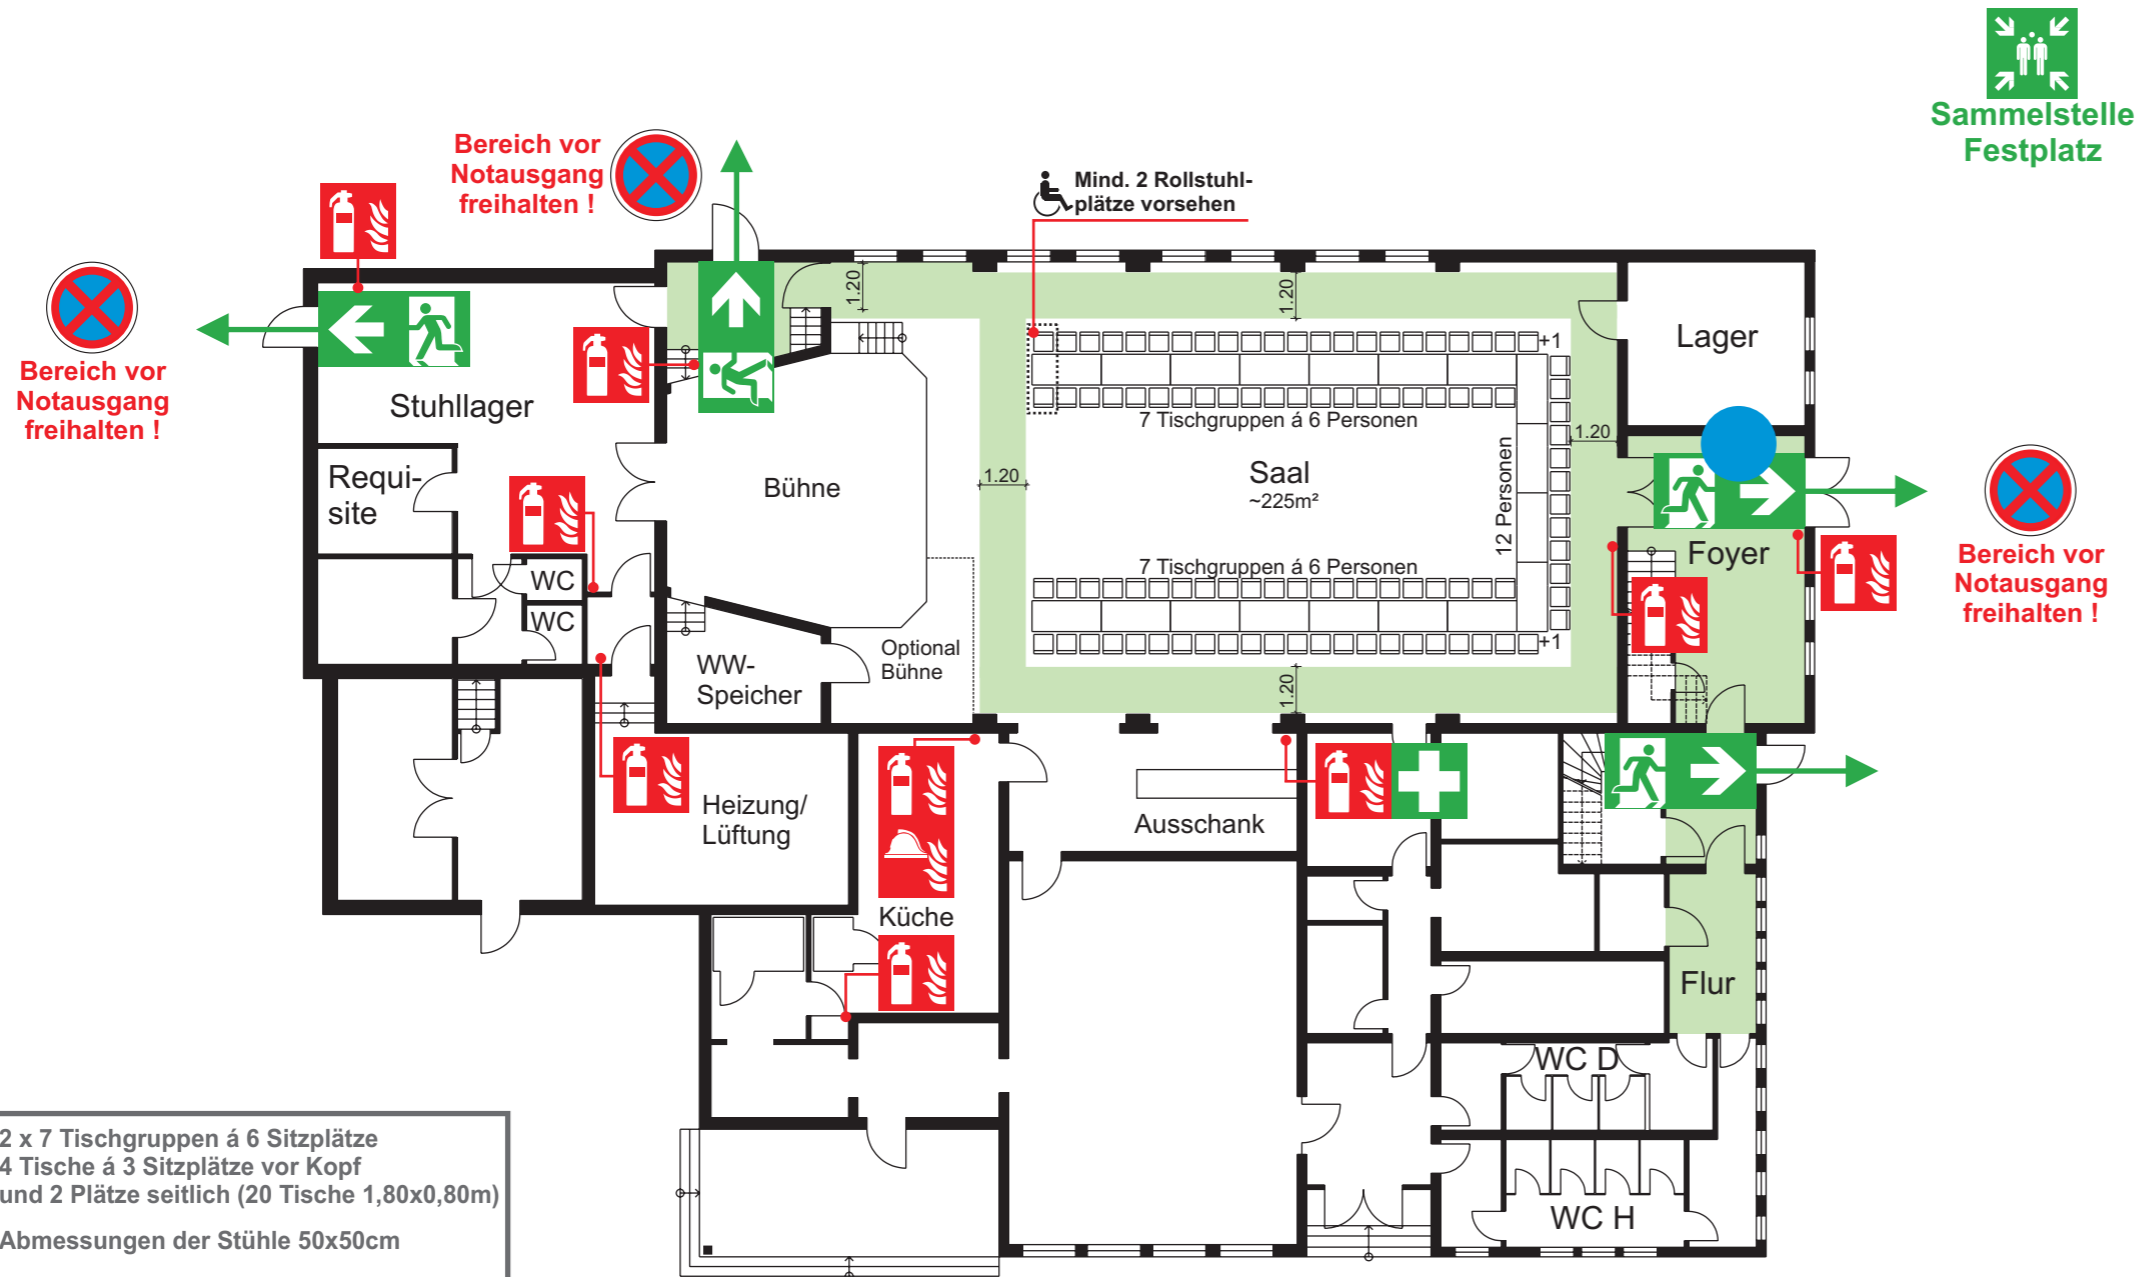 Sammelstelle
Festplatz
Bereich vor
Notausgang
freihalten !
Mind. 2 Rollstuhl-
plätze vorsehen
Bereich vor
Notausgang
freihalten !
1.20
1.20
Lager
Stuhllager
+1
7 Tischgruppen á 6 Personen
1.20
Requi-
site
Bühne
1.20
Saal
~225m²
12 Personen
Foyer
Bereich vor
Notausgang
freihalten !
7 Tischgruppen á 6 Personen
WC
WC
+1
Optional
Bühne
WW-
Speicher
1.20
Heizung/
Lüftung
Ausschank
Küche
Flur
WC D
WC H
2 x 7 Tischgruppen á 6 Sitzplätze
4 Tische á 3 Sitzplätze vor Kopf
und 2 Plätze seitlich (20 Tische 1,80x0,80m)
Abmessungen der Stühle 50x50cm